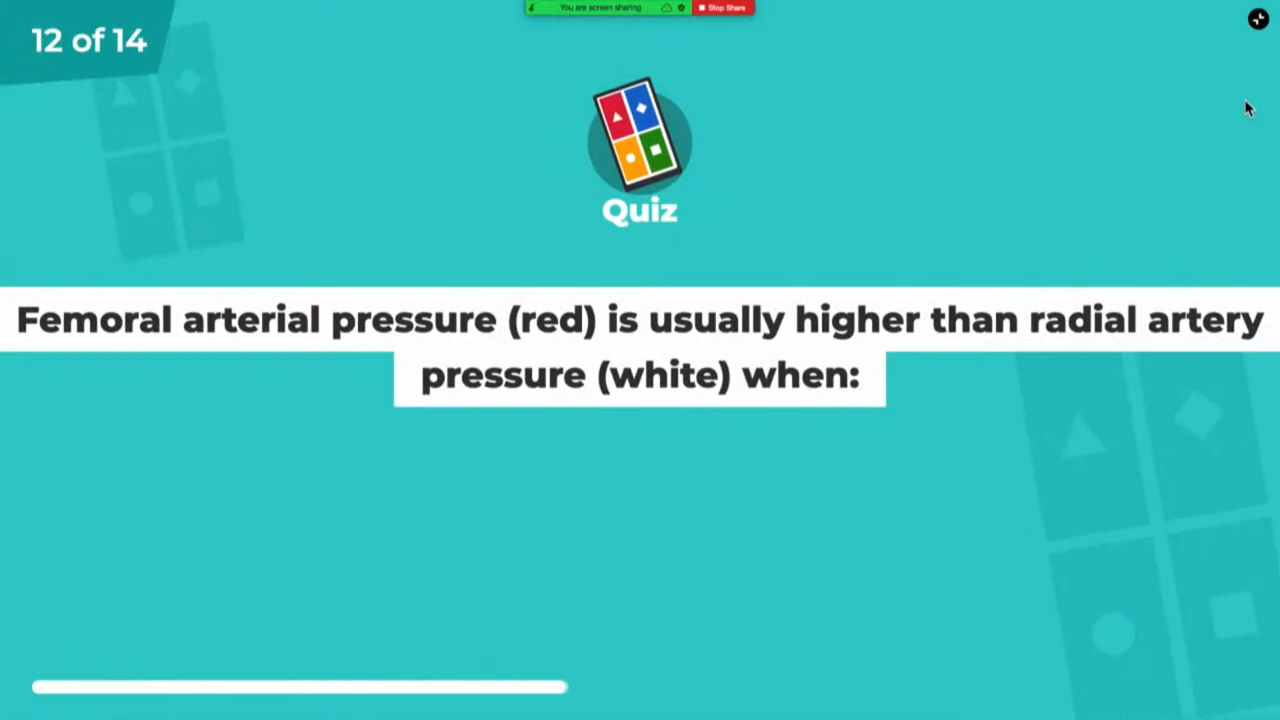 You are screen sharing
Stop Share
12 of 14
Quiz
Femoral arterial pressure (red) is usually higher than radial artery
pressure (white) when: